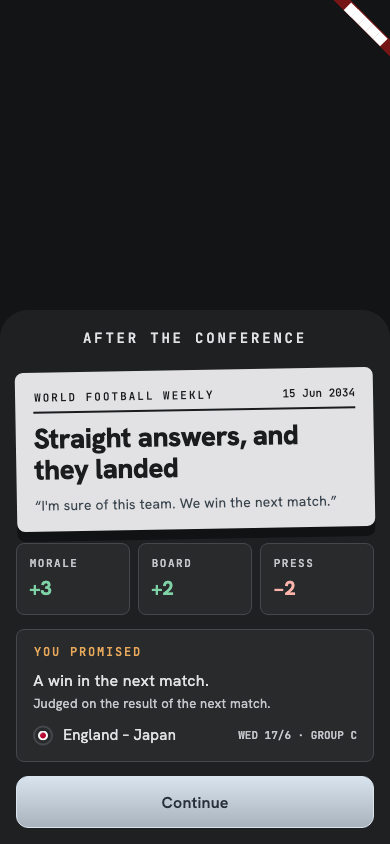 AFTER THE CONFERENCE
WORLD FOOTBALL WEEKLY 15 Jun 2034
Straight answers, and
they landed
“I'm sure of this team. We win the next match.”
MORALE BOARD PRESS
+3 +2 −2
YOU PROMISED
A win in the next match.
Judged on the result of the next match.
England – Japan WED 17/6 · GROUP C
Continue